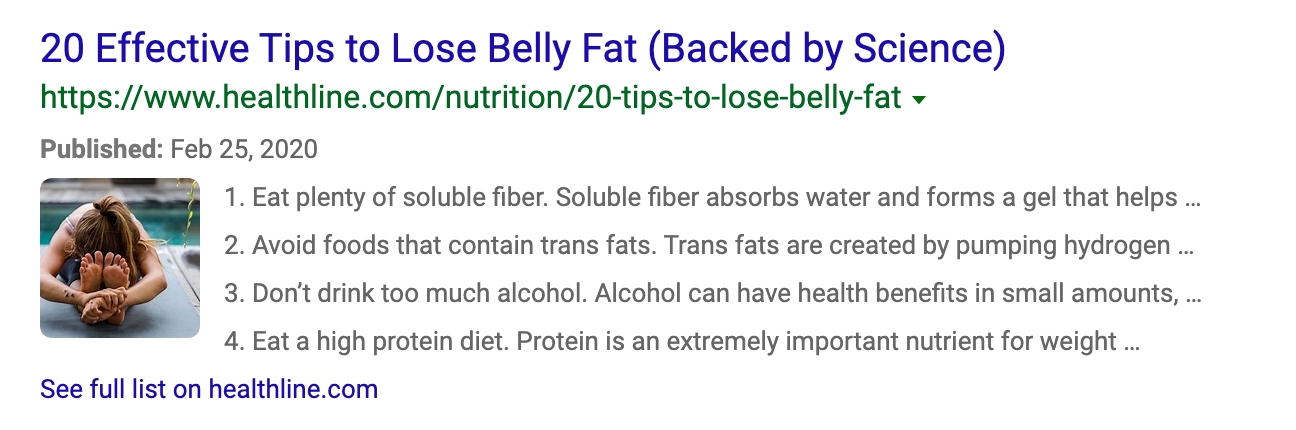 20 Effective Tips to Lose Belly Fat (Backed by Science)
https://www.healthline.com/nutrition/20-tips-to-lose-belly-fat
Published: Feb 25, 2020
1. Eat plenty of soluble fiber. Soluble fiber absorbs water and forms a gel that helps ...
2. Avoid foods that contain trans fats. Trans fats are created by pumping hydrogen ...
3. Don’t drink too much alcohol. Alcohol can have health benefits in small amounts, ...
4. Eat a high protein diet. Protein is an extremely important nutrient for weight ...
See full list on healthline.com